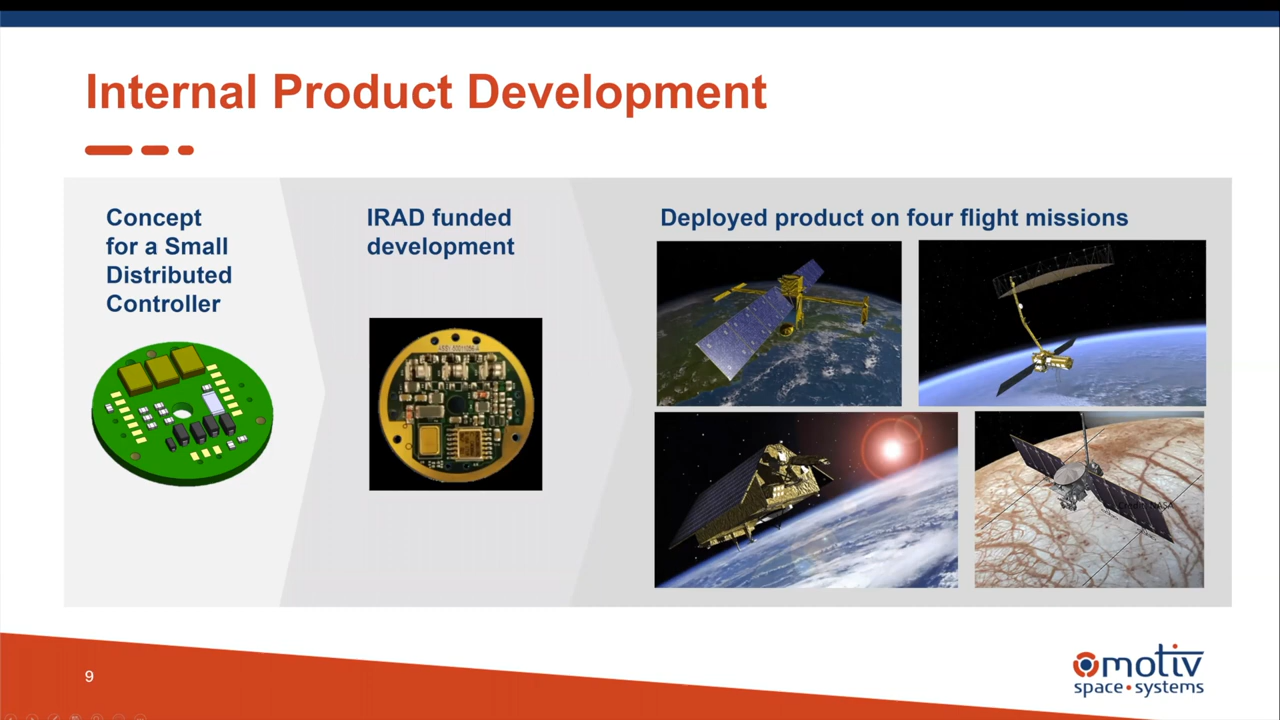 Internal Product Development
Concept
for a Small
Distributed
Controller
IRAD funded
development
Deployed product on four flight missions
9
motiv
space•systems